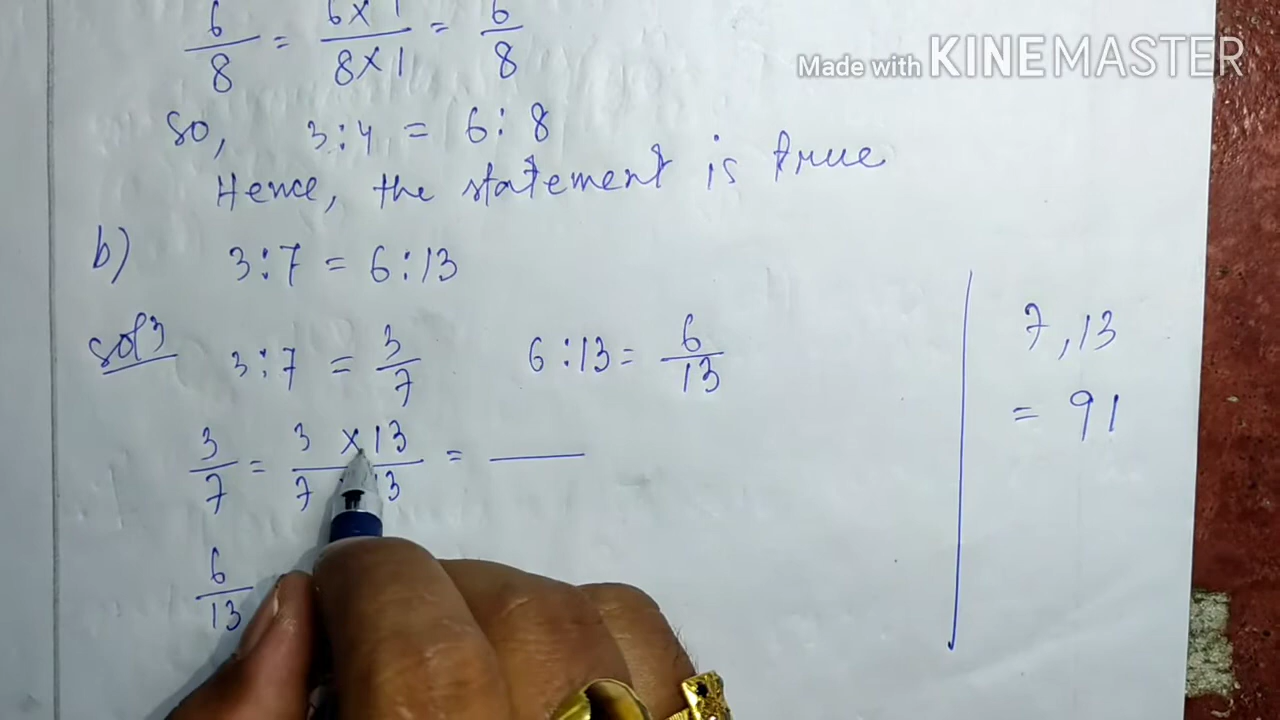 Made with KINEMASTER
6/8 = 6×1/8×1 = 6/8
so, 3:4 = 6:8
Hence, the statement is true
b) 3:7 = 6:13
3:7 = 3/7 6:13 = 6/13
3/7 = 3 ×13/7 13 =
6/13
7, 13
= 91